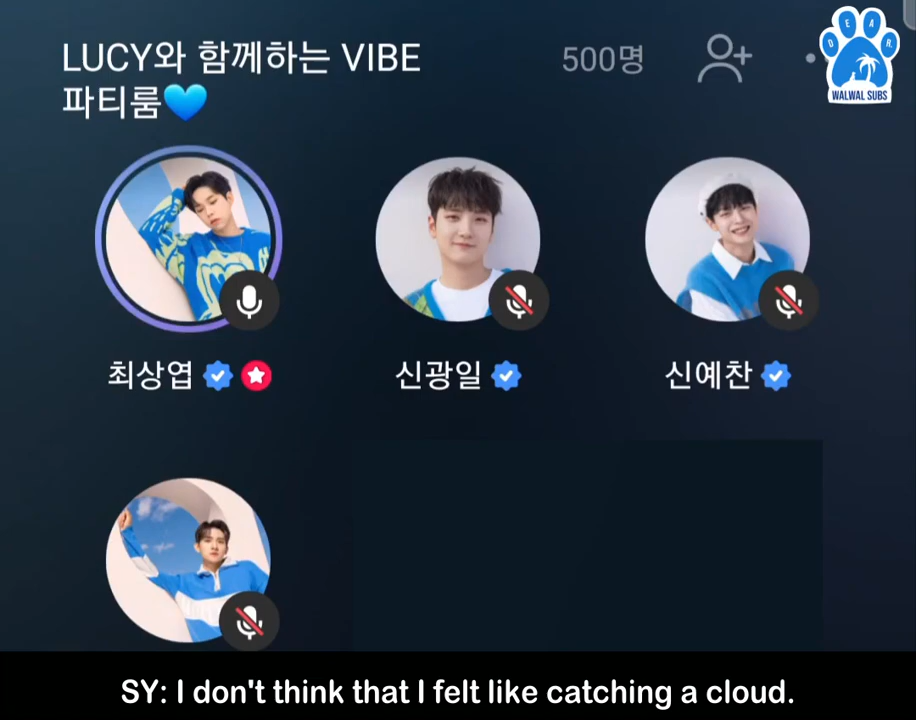 LUCY와 함께하는 VIBE
파티룸💙
500명
DEAR.
WALWAL SUBS
최상엽
신광일
신예찬
SY: I don't think that I felt like catching a cloud.